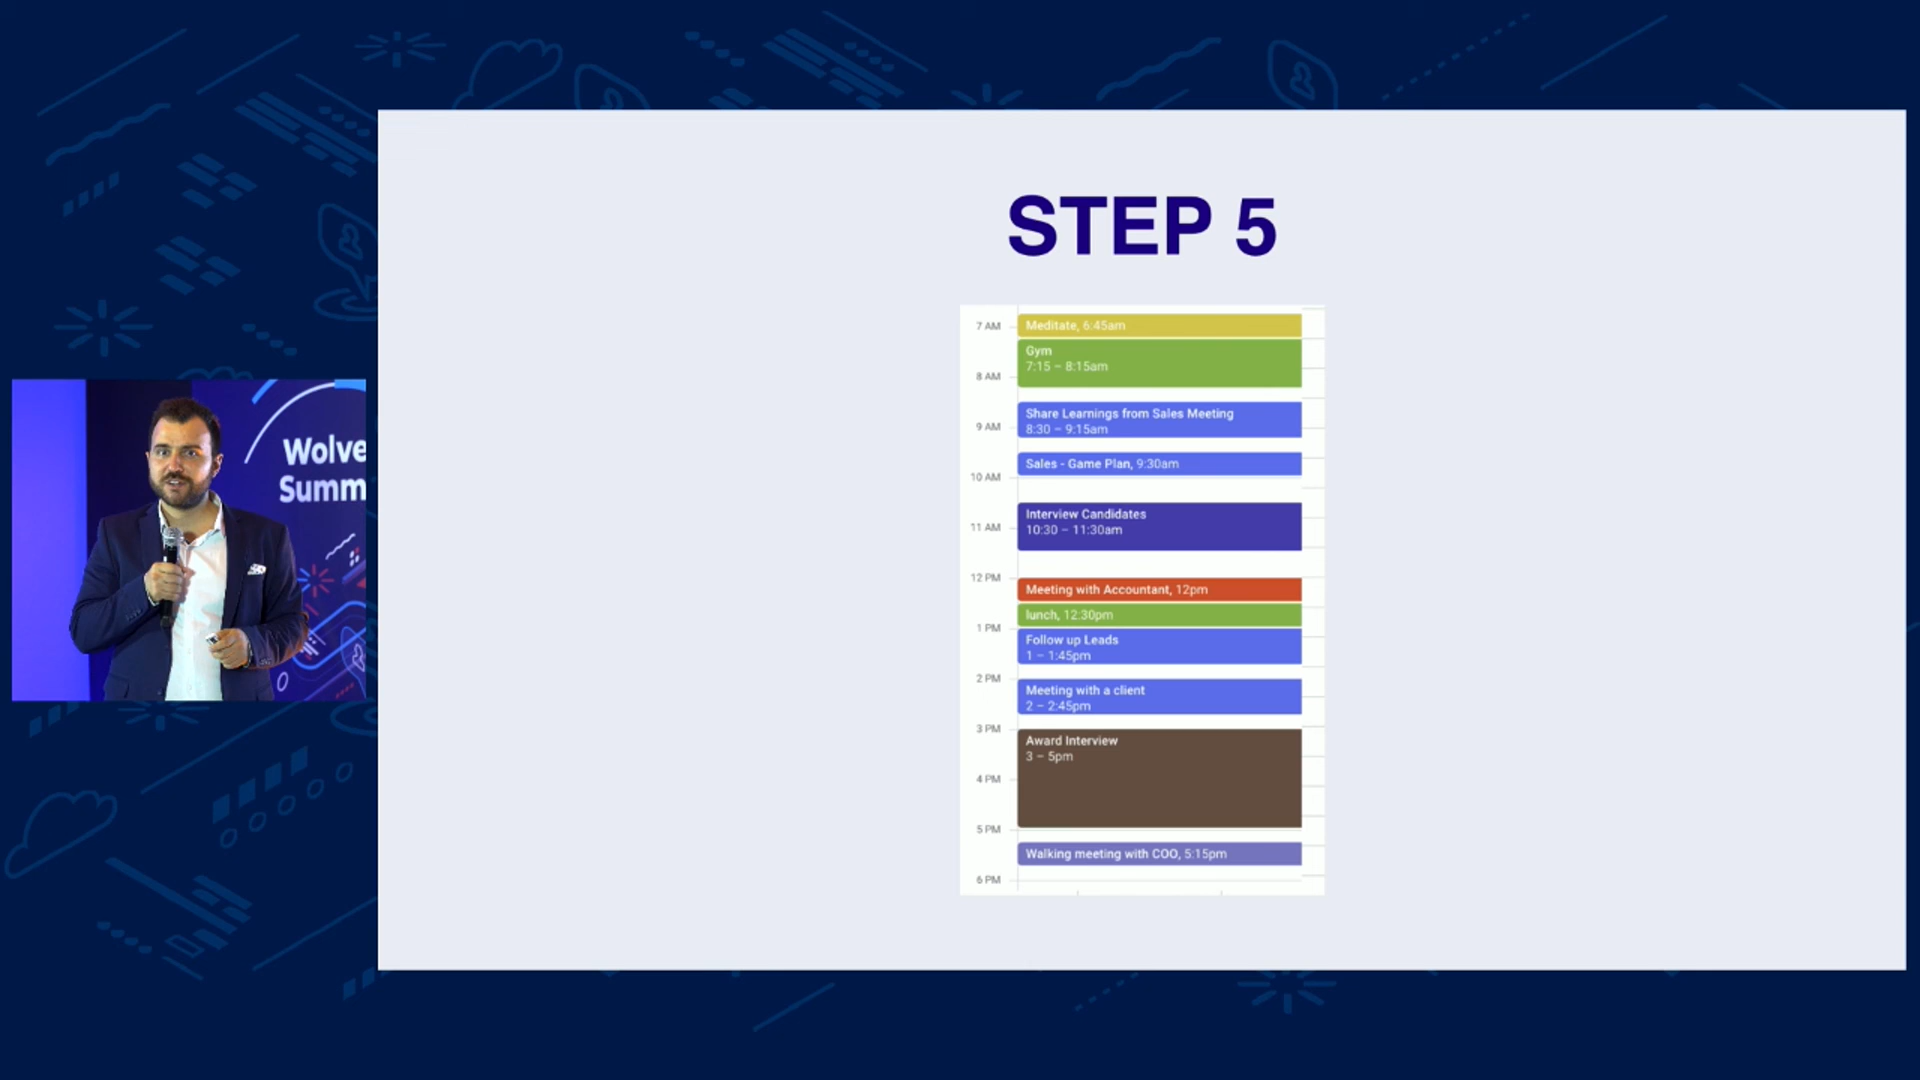 STEP 5
7 AM
Meditate, 6:45am
Gym
7:15 – 8:15am
8 AM
Share Learnings from Sales Meeting
8:30 – 9:15am
9 AM
Sales - Game Plan, 9:30am
10 AM
Interview Candidates
10:30 – 11:30am
11 AM
12 PM
Meeting with Accountant, 12pm
lunch, 12:30pm
1 PM
Follow up Leads
1 – 1:45pm
2 PM
Meeting with a client
2 – 2:45pm
3 PM
Award Interview
3 – 5pm
4 PM
5 PM
Walking meeting with COO, 5:15pm
6 PM
Wolve
Summ